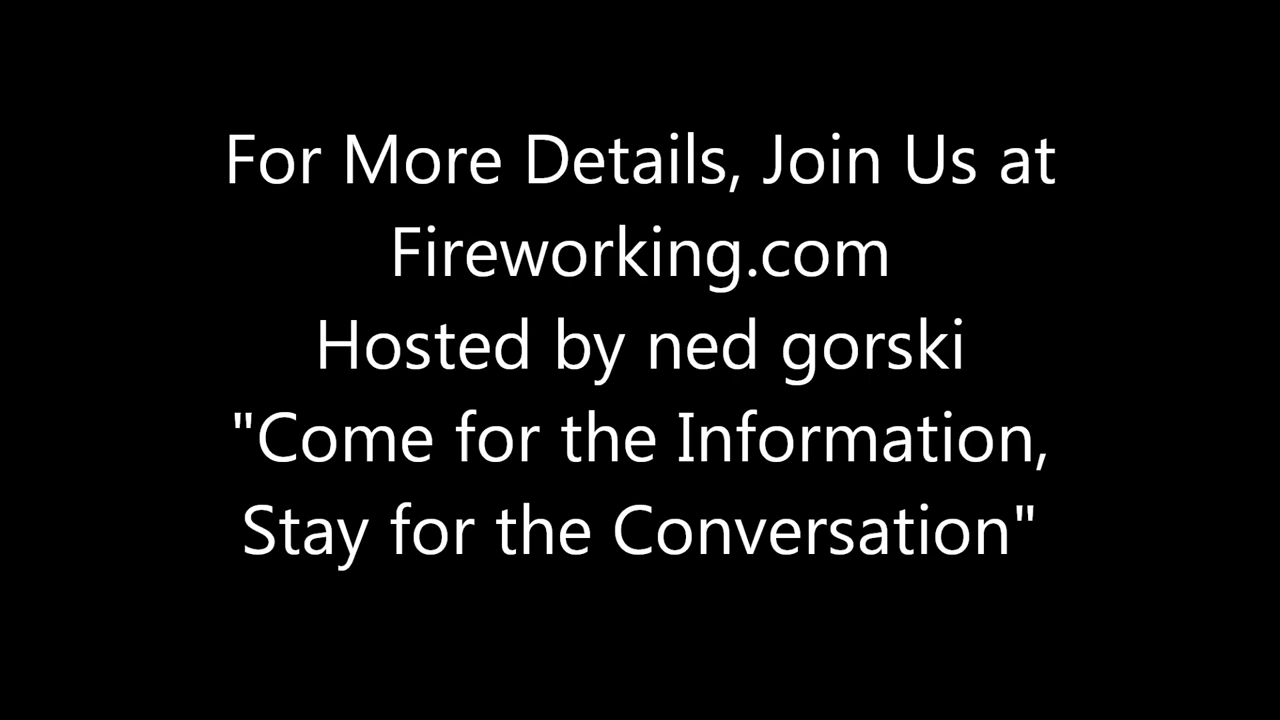 For More Details, Join Us at
Fireworking.com
Hosted by ned gorski
"Come for the Information,
Stay for the Conversation"